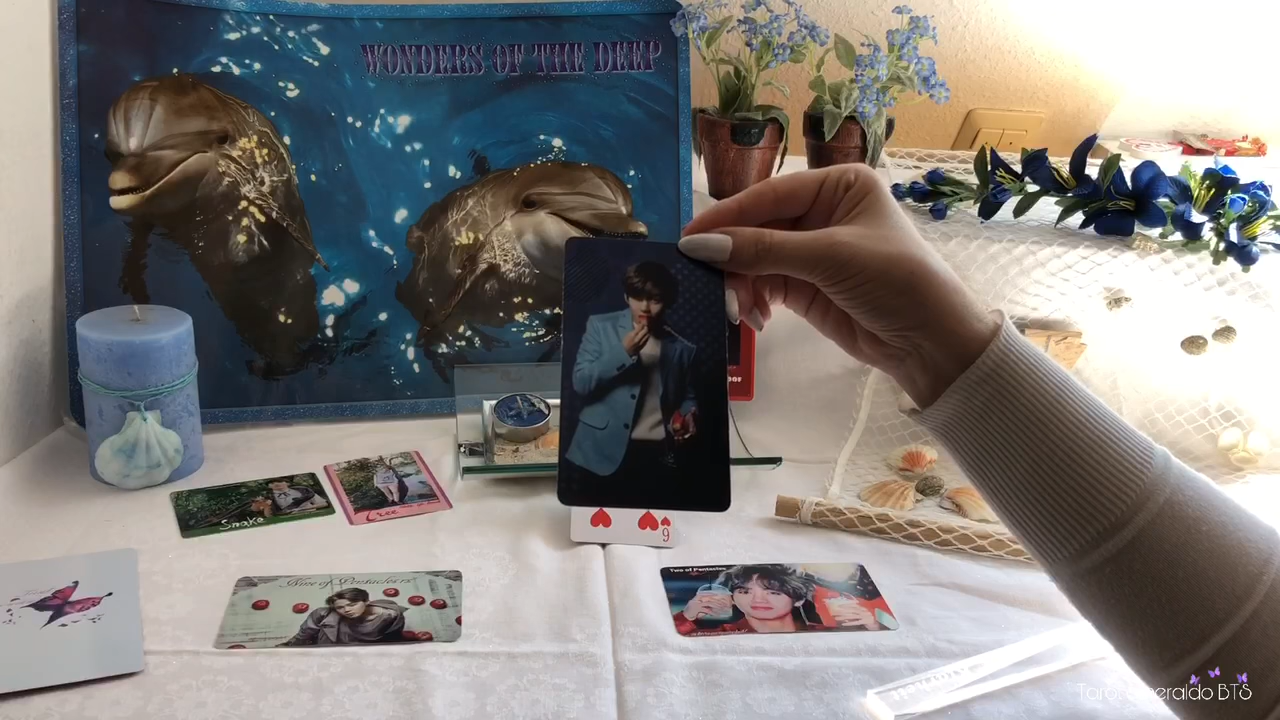 WONDERS OF THE DEEP
Snake
Tree
9
Nine of Pentacles
Two of Pentacles
Tarot Esmeraldo BTS